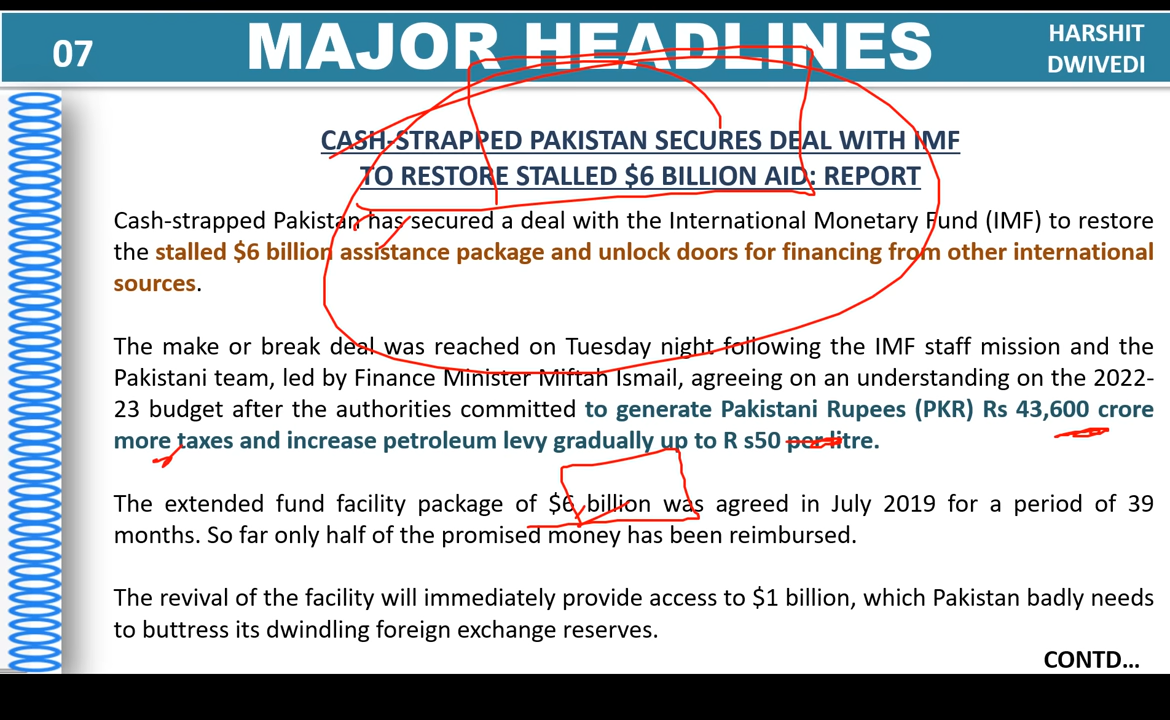 07
MAJOR HEADLINES
HARSHIT
DWIVEDI
CASH-STRAPPED PAKISTAN SECURES DEAL WITH IMF
TO RESTORE STALLED $6 BILLION AID: REPORT
Cash-strapped Pakistan has secured a deal with the International Monetary Fund (IMF) to restore
the stalled $6 billion assistance package and unlock doors for financing from other international
sources.
The make or break deal was reached on Tuesday night following the IMF staff mission and the
Pakistani team, led by Finance Minister Miftah Ismail, agreeing on an understanding on the 2022-
23 budget after the authorities committed to generate Pakistani Rupees (PKR) Rs 43,600 crore
more taxes and increase petroleum levy gradually up to R s50 per litre.
The extended fund facility package of $6 billion was agreed in July 2019 for a period of 39
months. So far only half of the promised money has been reimbursed.
The revival of the facility will immediately provide access to $1 billion, which Pakistan badly needs
to buttress its dwindling foreign exchange reserves.
CONTD...